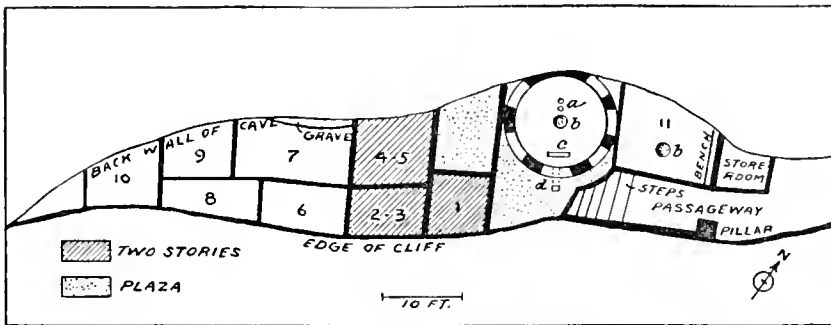 BACK WALL OF CAVE
GRAVE
10
9
7
4-5
8
6
2-3
1
a
b
c
d
11
b
BENCH
STORE
ROOM
STEPS
PASSAGEWAY
PILLAR
EDGE OF CLIFF
TWO STORIES
PLAZA
10 FT.
N